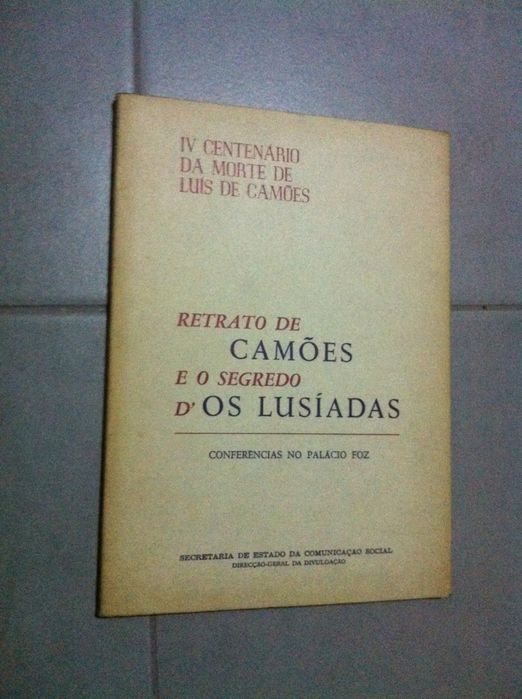 IV CENTENÁRIO
DA MORTE DE
LUÍS DE CAMÕES
RETRATO DE
CAMÕES
E O SEGREDO
D' OS LUSÍADAS
CONFERÊNCIAS NO PALÁCIO FOZ
SECRETARIA DE ESTADO DA COMUNICAÇÃO SOCIAL
DIRECÇÃO-GERAL DA DIVULGAÇÃO